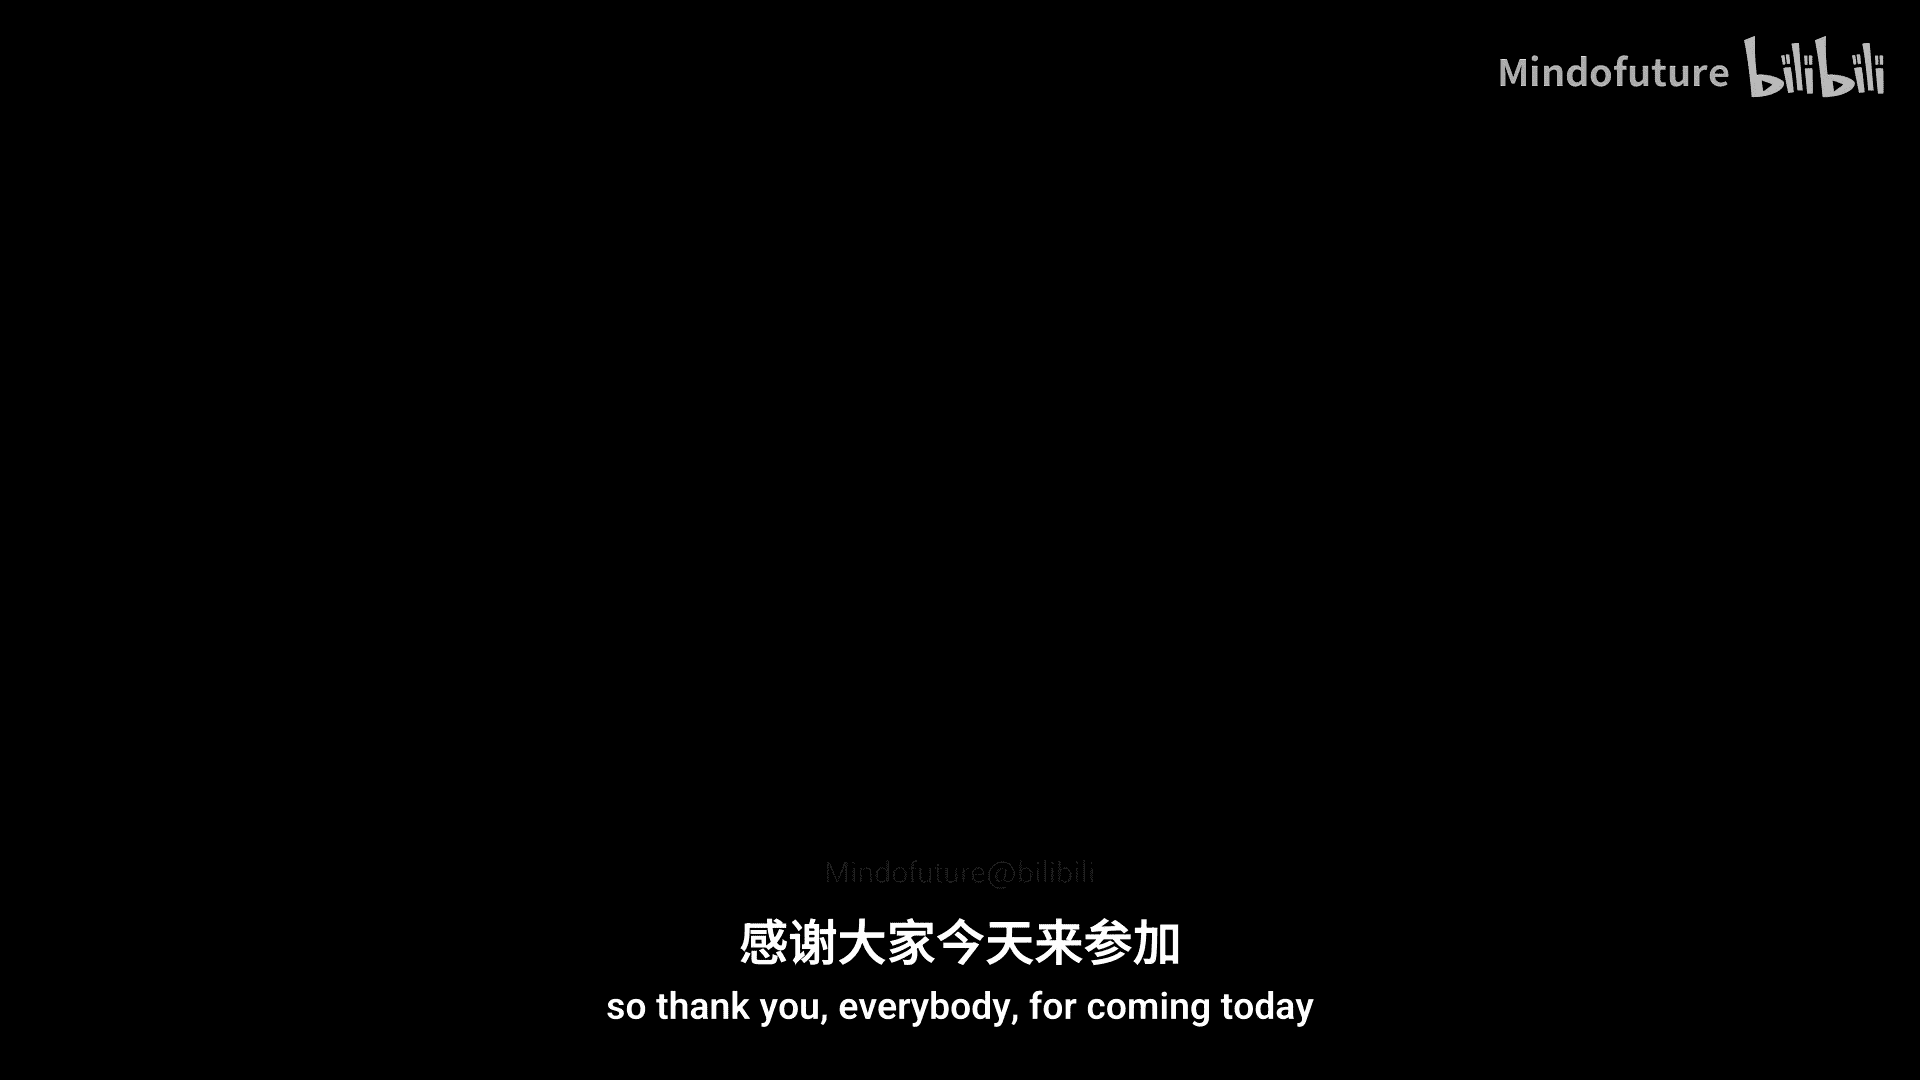 Mindofuture bilibili
Mindofuture@bilibili
感谢大家今天来参加
so thank you, everybody, for coming today